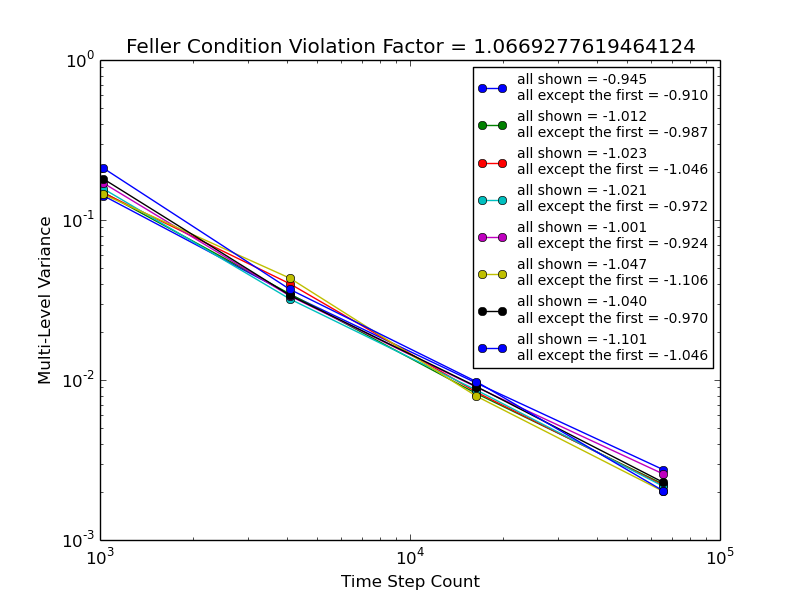 Feller Condition Violation Factor = 1.0669277619464124
10^0
10^-1
10^-2
10^-3
Multi-Level Variance
all shown = -0.945
all except the first = -0.910
all shown = -1.012
all except the first = -0.987
all shown = -1.023
all except the first = -1.046
all shown = -1.021
all except the first = -0.972
all shown = -1.001
all except the first = -0.924
all shown = -1.047
all except the first = -1.106
all shown = -1.040
all except the first = -0.970
all shown = -1.101
all except the first = -1.046
10^3
10^4
10^5
Time Step Count